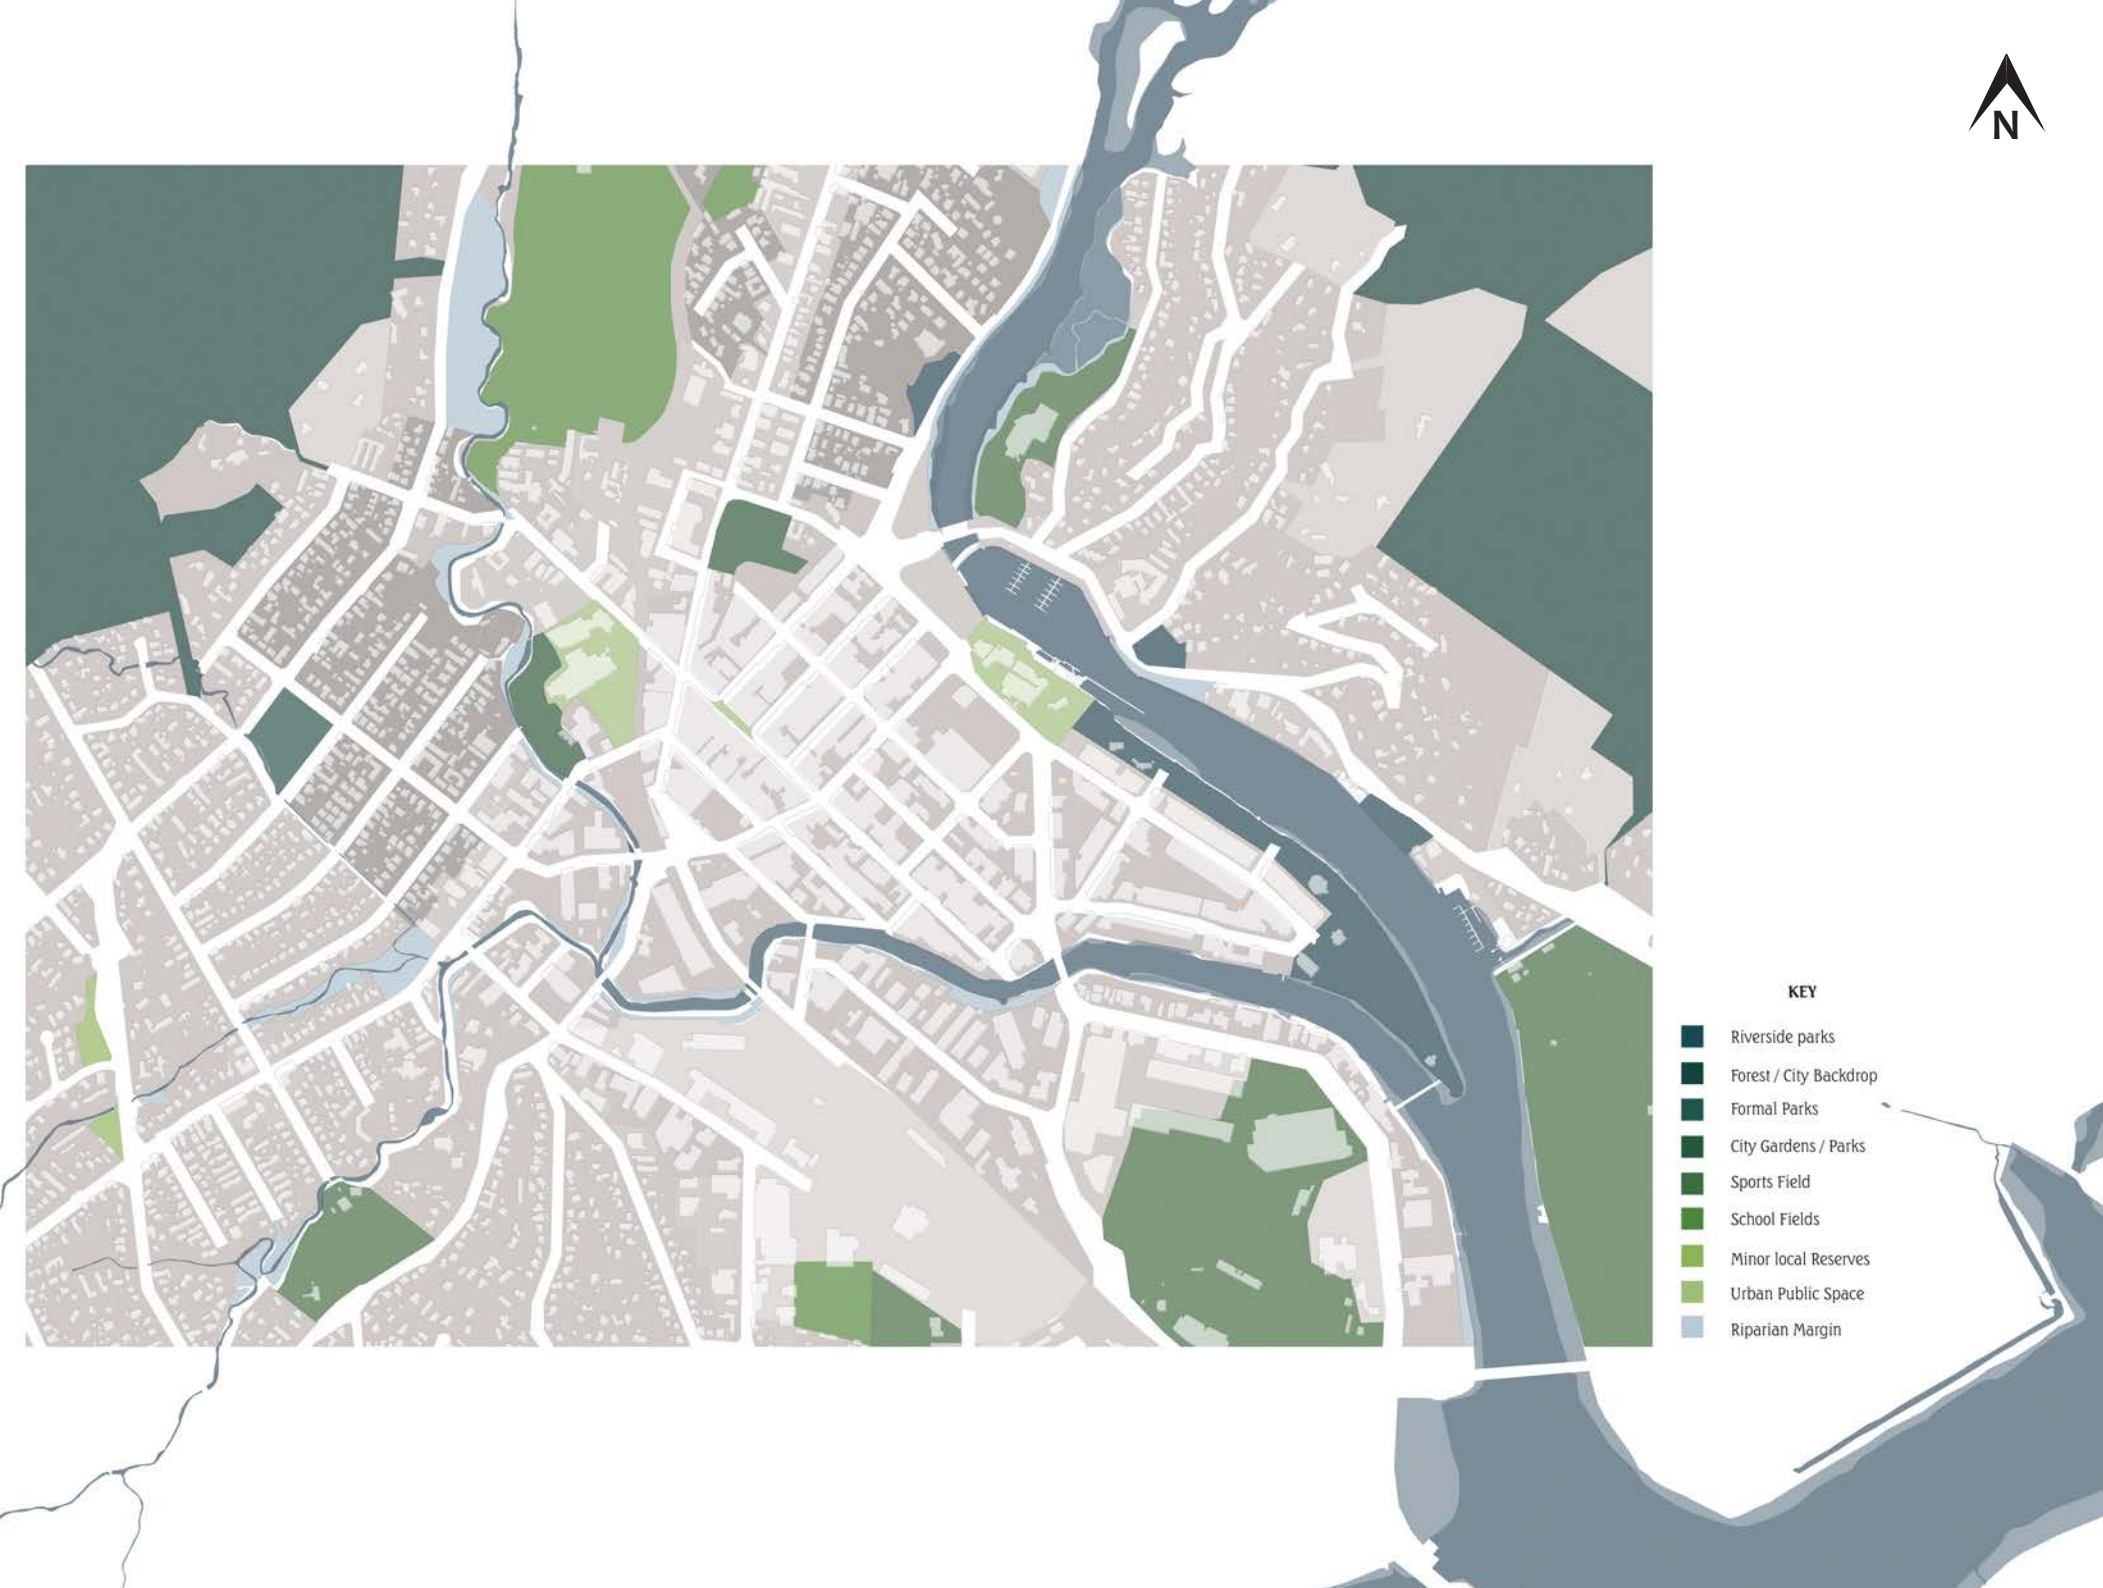 N
KEY
Riverside parks
Forest / City Backdrop
Formal Parks
City Gardens / Parks
Sports Field
School Fields
Minor local Reserves
Urban Public Space
Riparian Margin